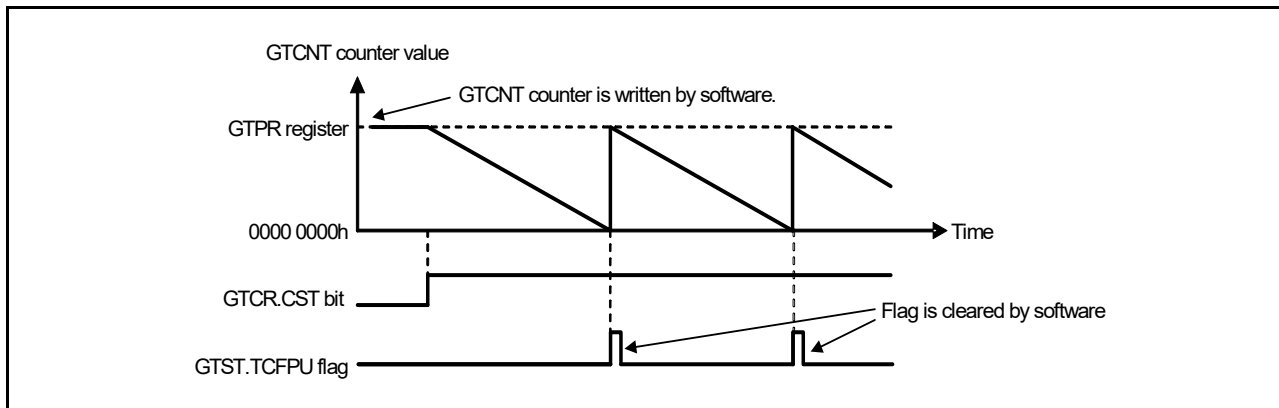 GTCNT counter value
GTCNT counter is written by software.
GTPR register
0000 0000h
Time
GTCR.CST bit
Flag is cleared by software
GTST.TCFPU flag